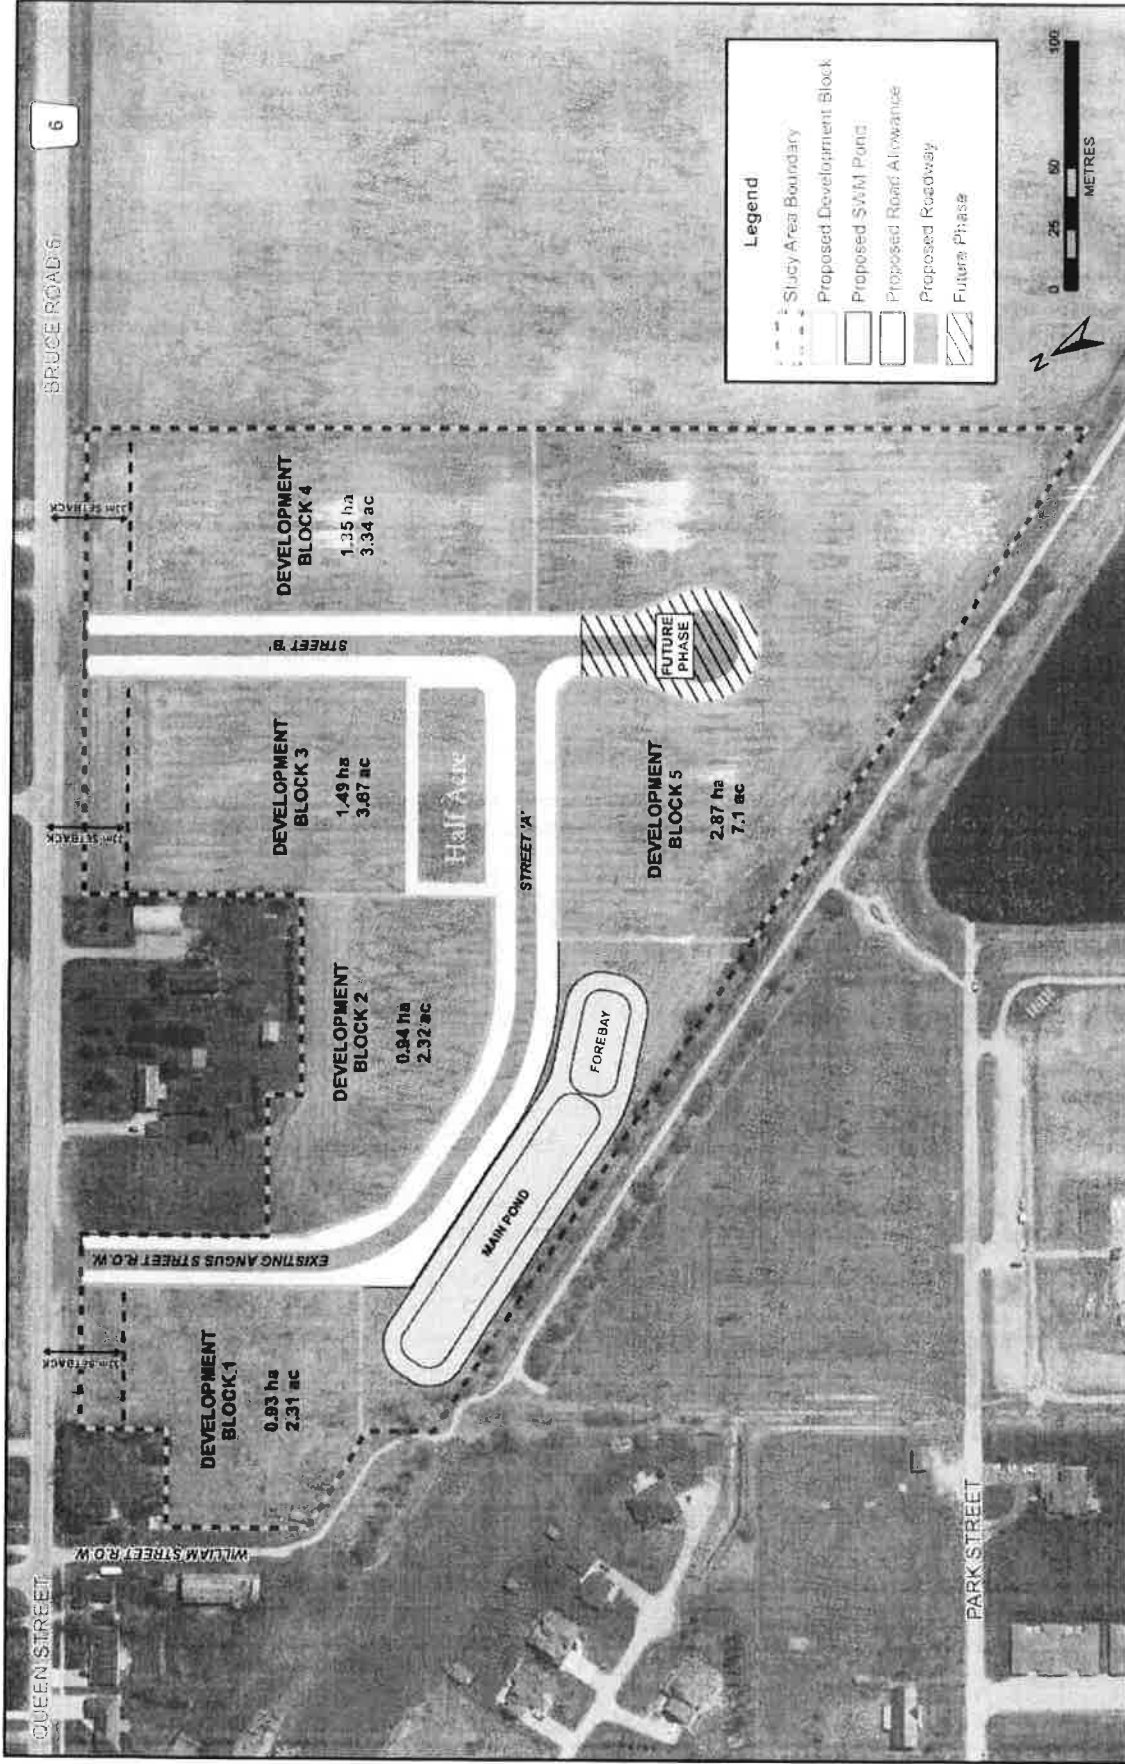 QUEEN STREET
BRUCE ROAD 6
6
WILLIAM STREET R.O.W.
EXISTING ANGUS STREET R.O.W.
STREET 'B'
STREET 'A'
SETBACK
SETBACK
SETBACK
DEVELOPMENT
BLOCK 1
0.93 ha
2.31 ac
DEVELOPMENT
BLOCK 2
0.94 ha
2.32 ac
DEVELOPMENT
BLOCK 3
1.49 ha
3.67 ac
Half Acre
DEVELOPMENT
BLOCK 4
1.35 ha
3.34 ac
DEVELOPMENT
BLOCK 5
2.87 ha
7.1 ac
FUTURE
PHASE
MAIN POND
FOREBAY
PARK STREET
Legend
Study Area Boundary
Proposed Development Block
Proposed SWM Pond
Proposed Road Allowance
Proposed Roadway
Future Phase
N
0 25 50 100
METRES